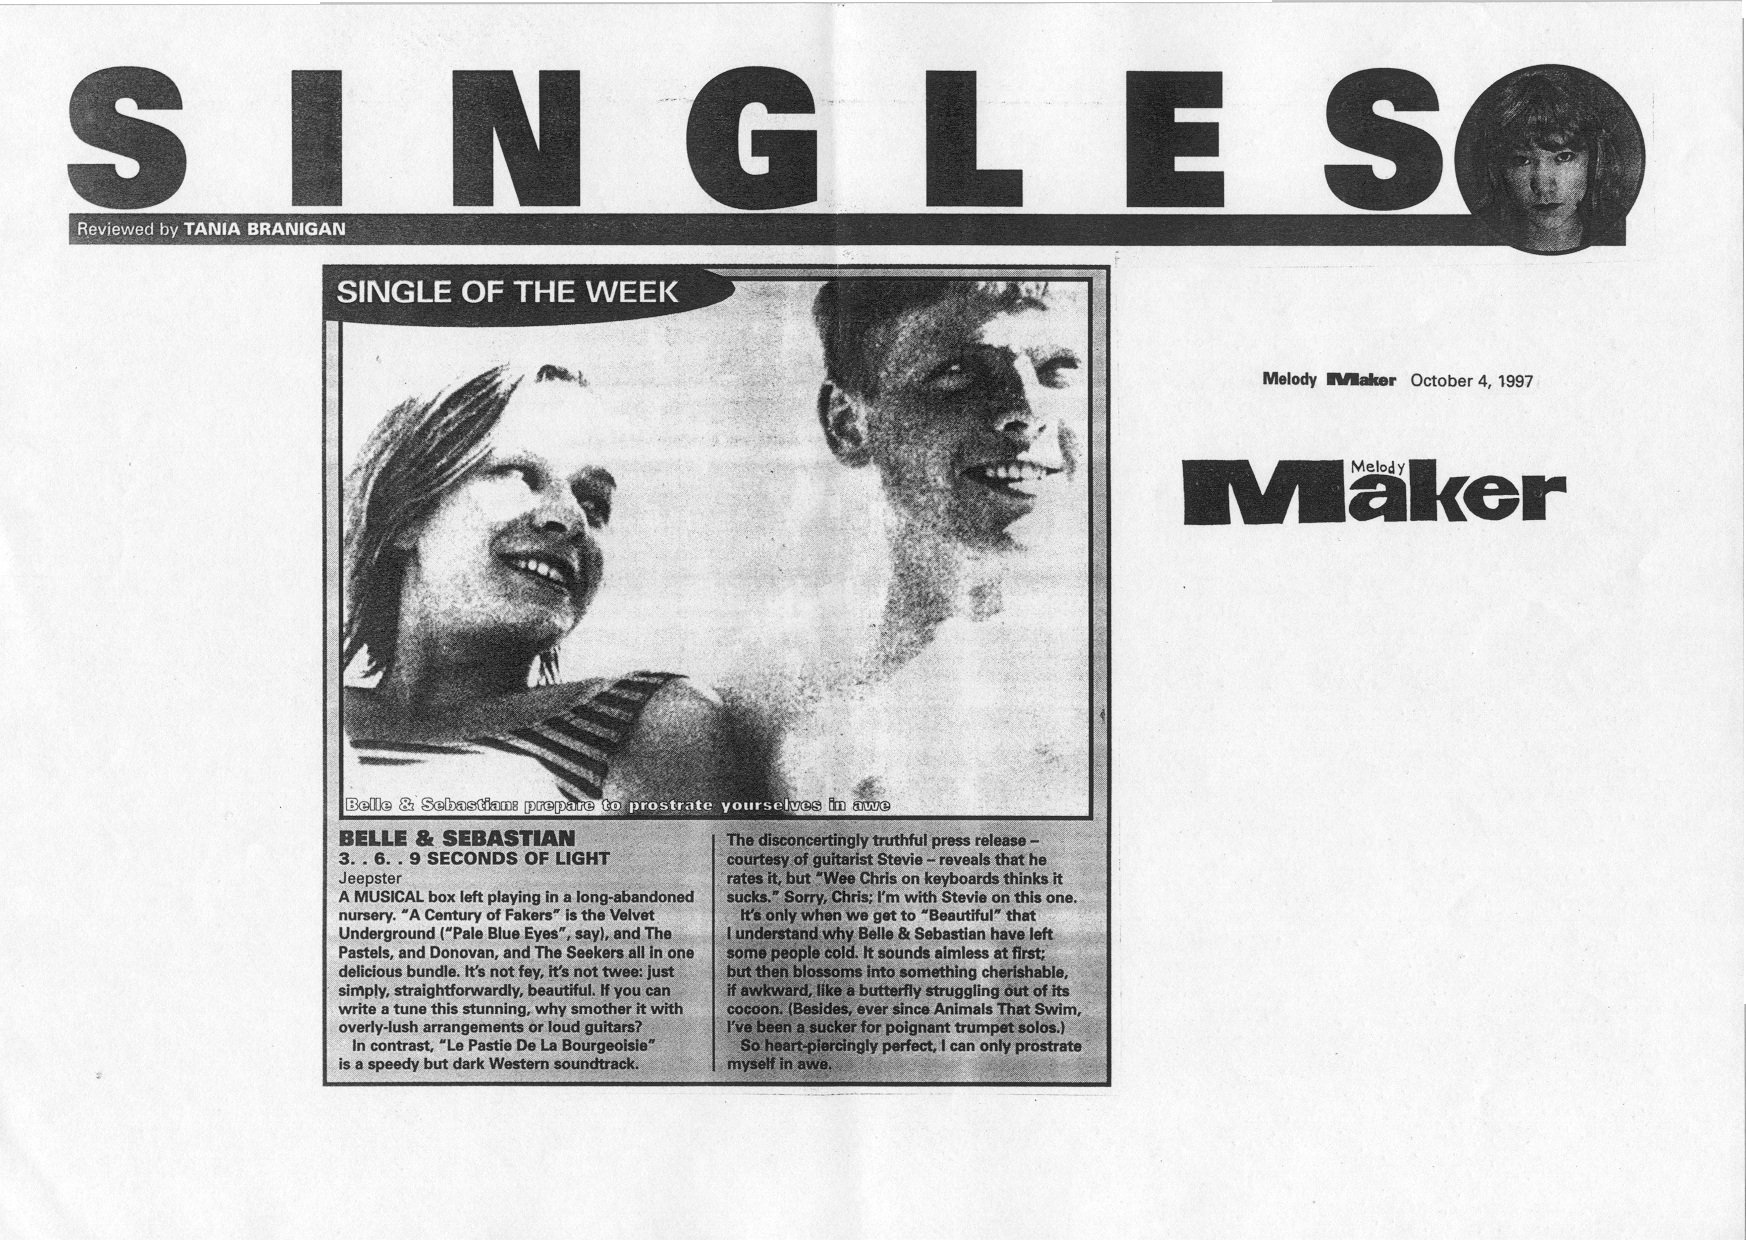 SINGLES
Reviewed by TANIA BRANIGAN
SINGLE OF THE WEEK
Belle & Sebastian: prepare to prostrate yourselves in awe
BELLE & SEBASTIAN
3. . 6. . 9 SECONDS OF LIGHT
Jeepster
A MUSICAL box left playing in a long-abandoned
nursery. “A Century of Fakers” is the Velvet
Underground (“Pale Blue Eyes”, say), and The
Pastels, and Donovan, and The Seekers all in one
delicious bundle. It’s not fey, it’s not twee: just
simply, straightforwardly, beautiful. If you can
write a tune this stunning, why smother it with
overly-lush arrangements or loud guitars?
In contrast, “Le Pastie De La Bourgeoisie”
is a speedy but dark Western soundtrack.
The disconcertingly truthful press release –
courtesy of guitarist Stevie – reveals that he
rates it, but “Wee Chris on keyboards thinks it
sucks.” Sorry, Chris; I’m with Stevie on this one.
It’s only when we get to “Beautiful” that
I understand why Belle & Sebastian have left
some people cold. It sounds aimless at first;
but then blossoms into something cherishable,
if awkward, like a butterfly struggling out of its
cocoon. (Besides, ever since Animals That Swim,
I’ve been a sucker for poignant trumpet solos.)
So heart-piercingly perfect, I can only prostrate
myself in awe.
Melody Maker October 4, 1997
Melody
Maker